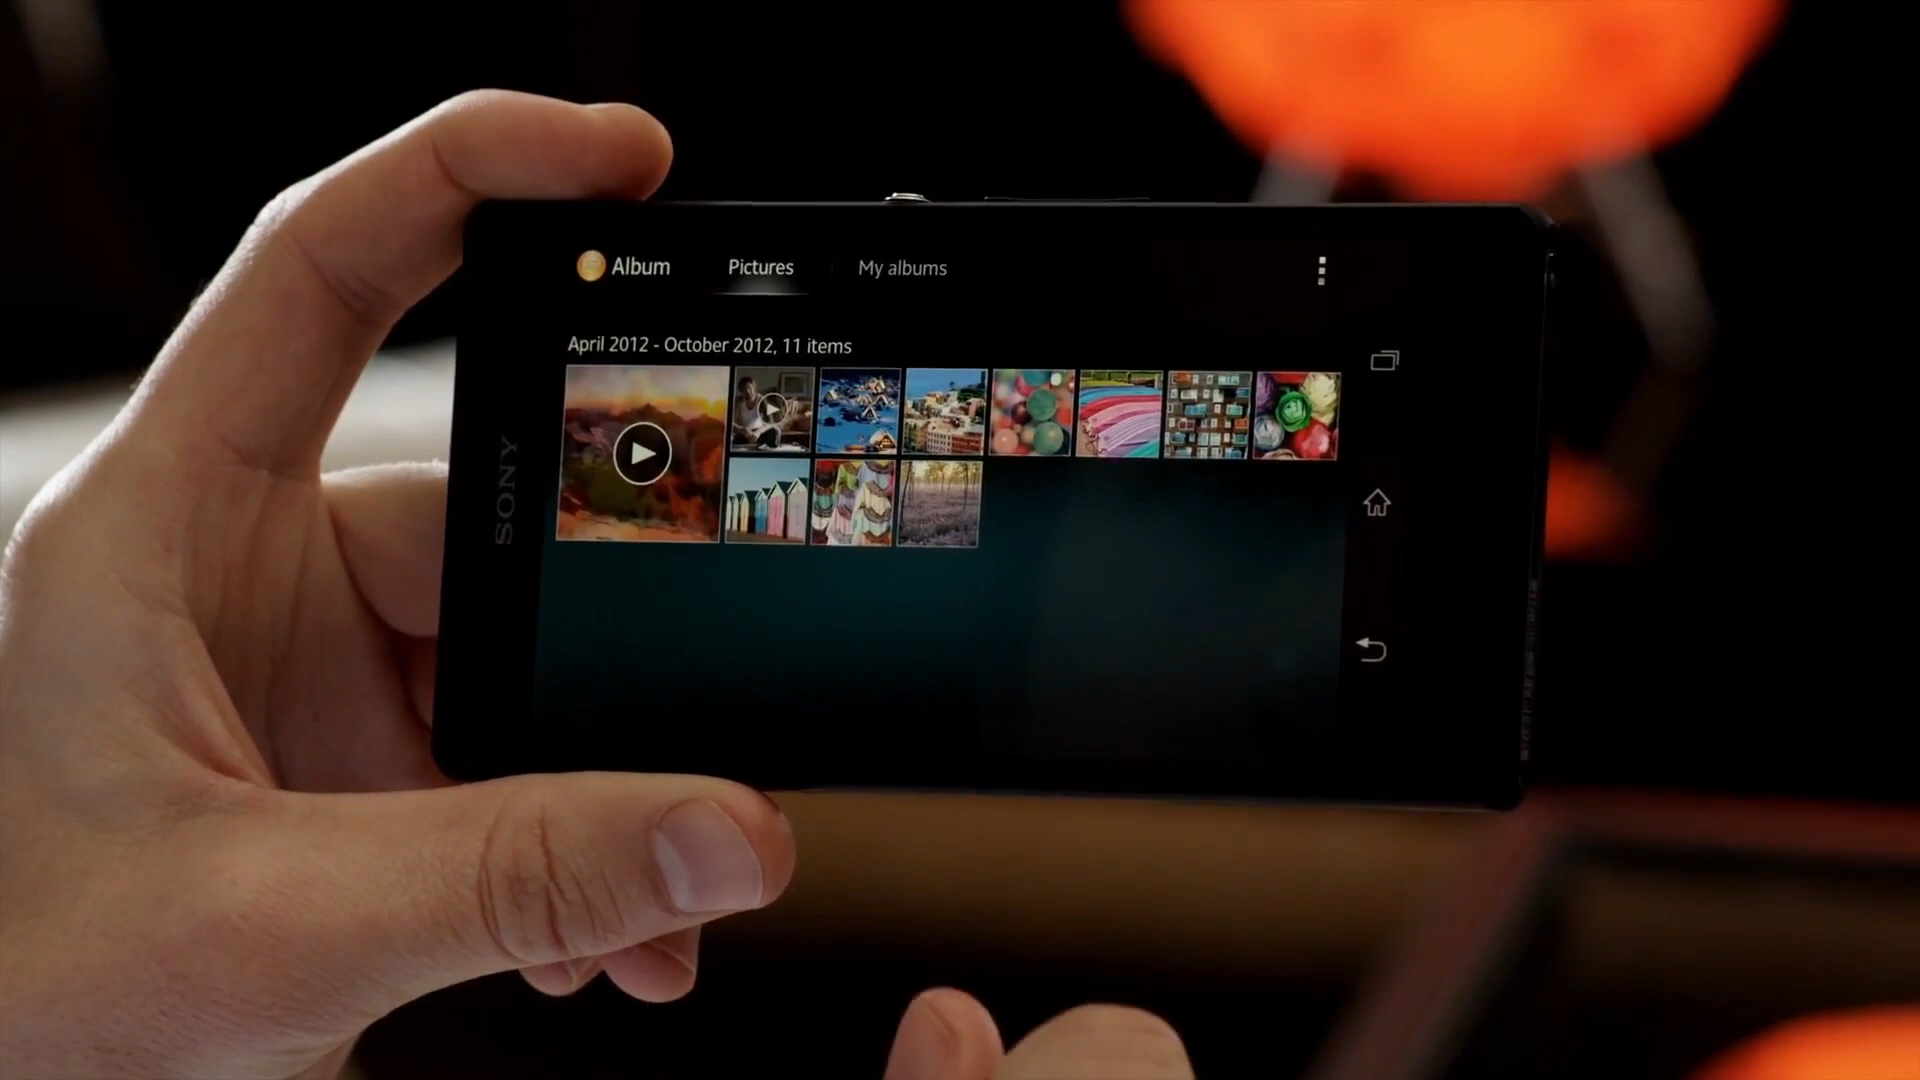 Album Pictures My albums
April 2012 - October 2012, 11 items
SONY